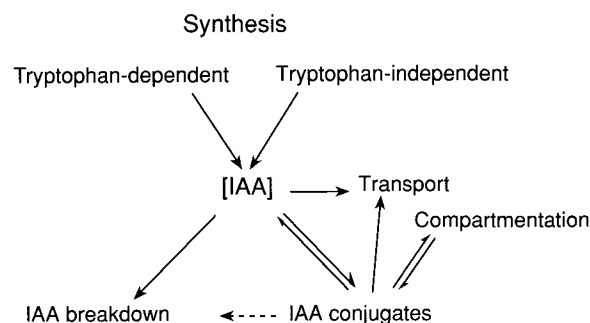 Synthesis
Tryptophan-dependent
Tryptophan-independent
[IAA]
Transport
Compartmentation
IAA breakdown
IAA conjugates